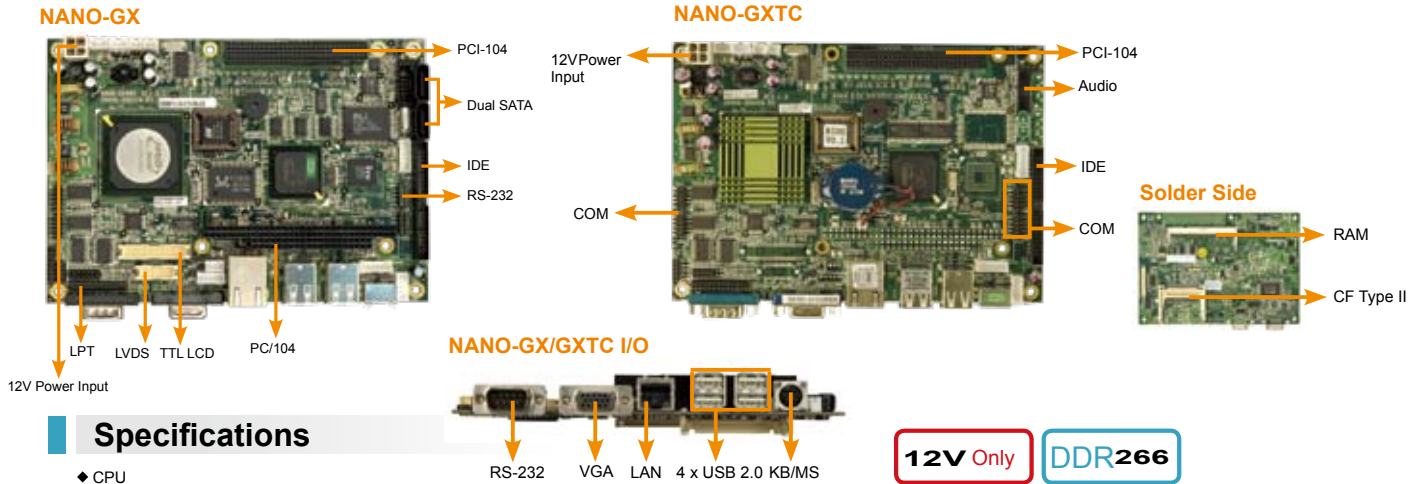 NANO-GX
PCI-104
Dual SATA
IDE
RS-232
LPT
LVDS
TTL LCD
PC/104
12V Power Input
NANO-GXTC
12VPower
Input
PCI-104
Audio
IDE
COM
COM
Solder Side
RAM
CF Type II
NANO-GX/GXTC I/O
RS-232
VGA
LAN
4 x USB 2.0
KB/MS
Specifications
12V Only
DDR266
◆ CPU